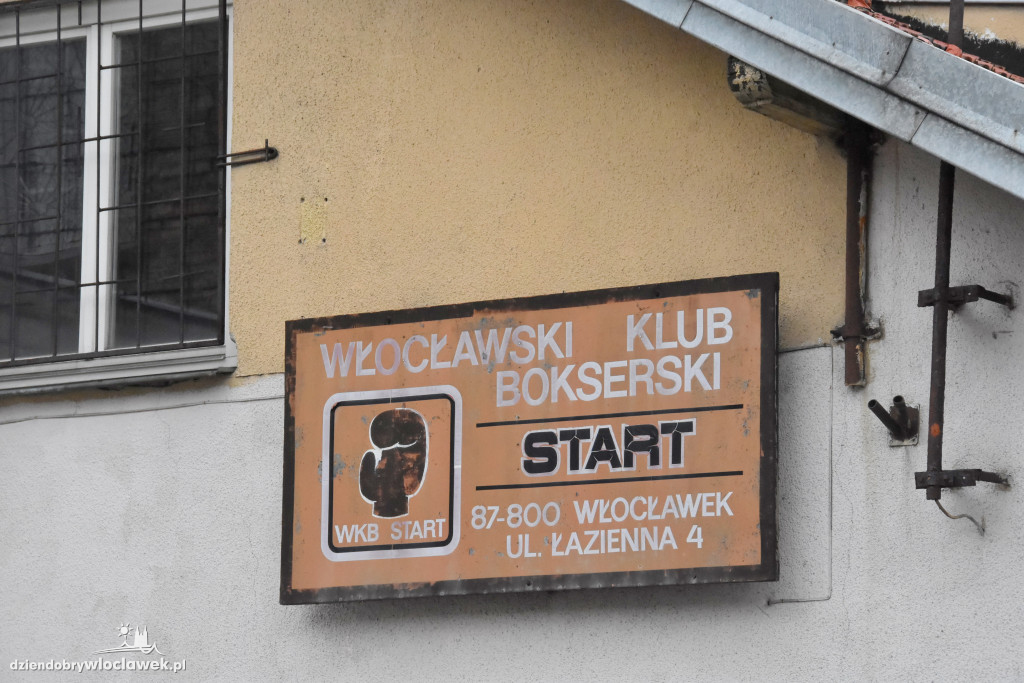 WŁOCŁAWSKI KLUB
BOKSERSKI
START
WKB START
87-800 WŁOCŁAWEK
UL. ŁAZIENNA 4
dziendobrywloclawek.pl